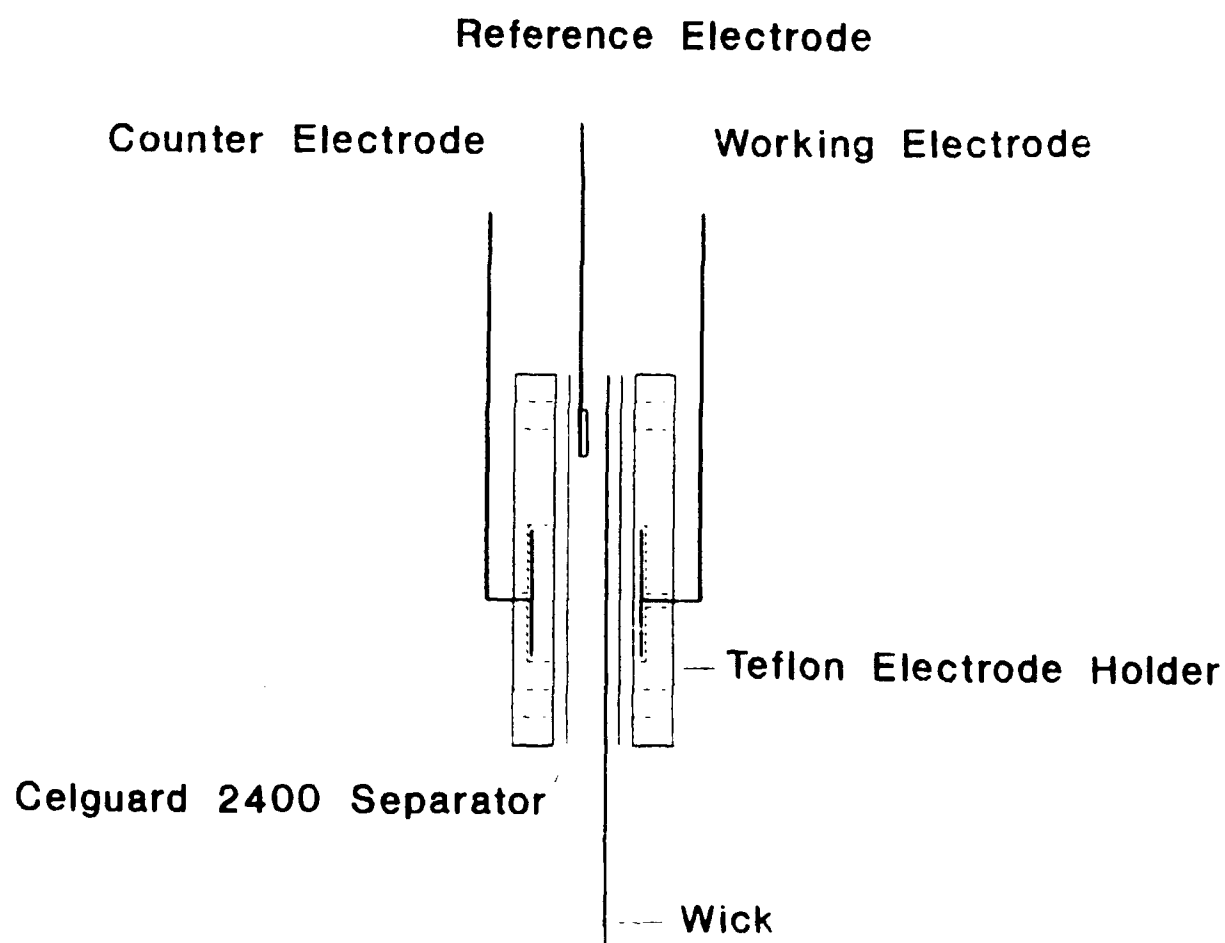 Reference Electrode
Counter Electrode
Working Electrode
Teflon Electrode Holder
Celguard 2400 Separator
Wick